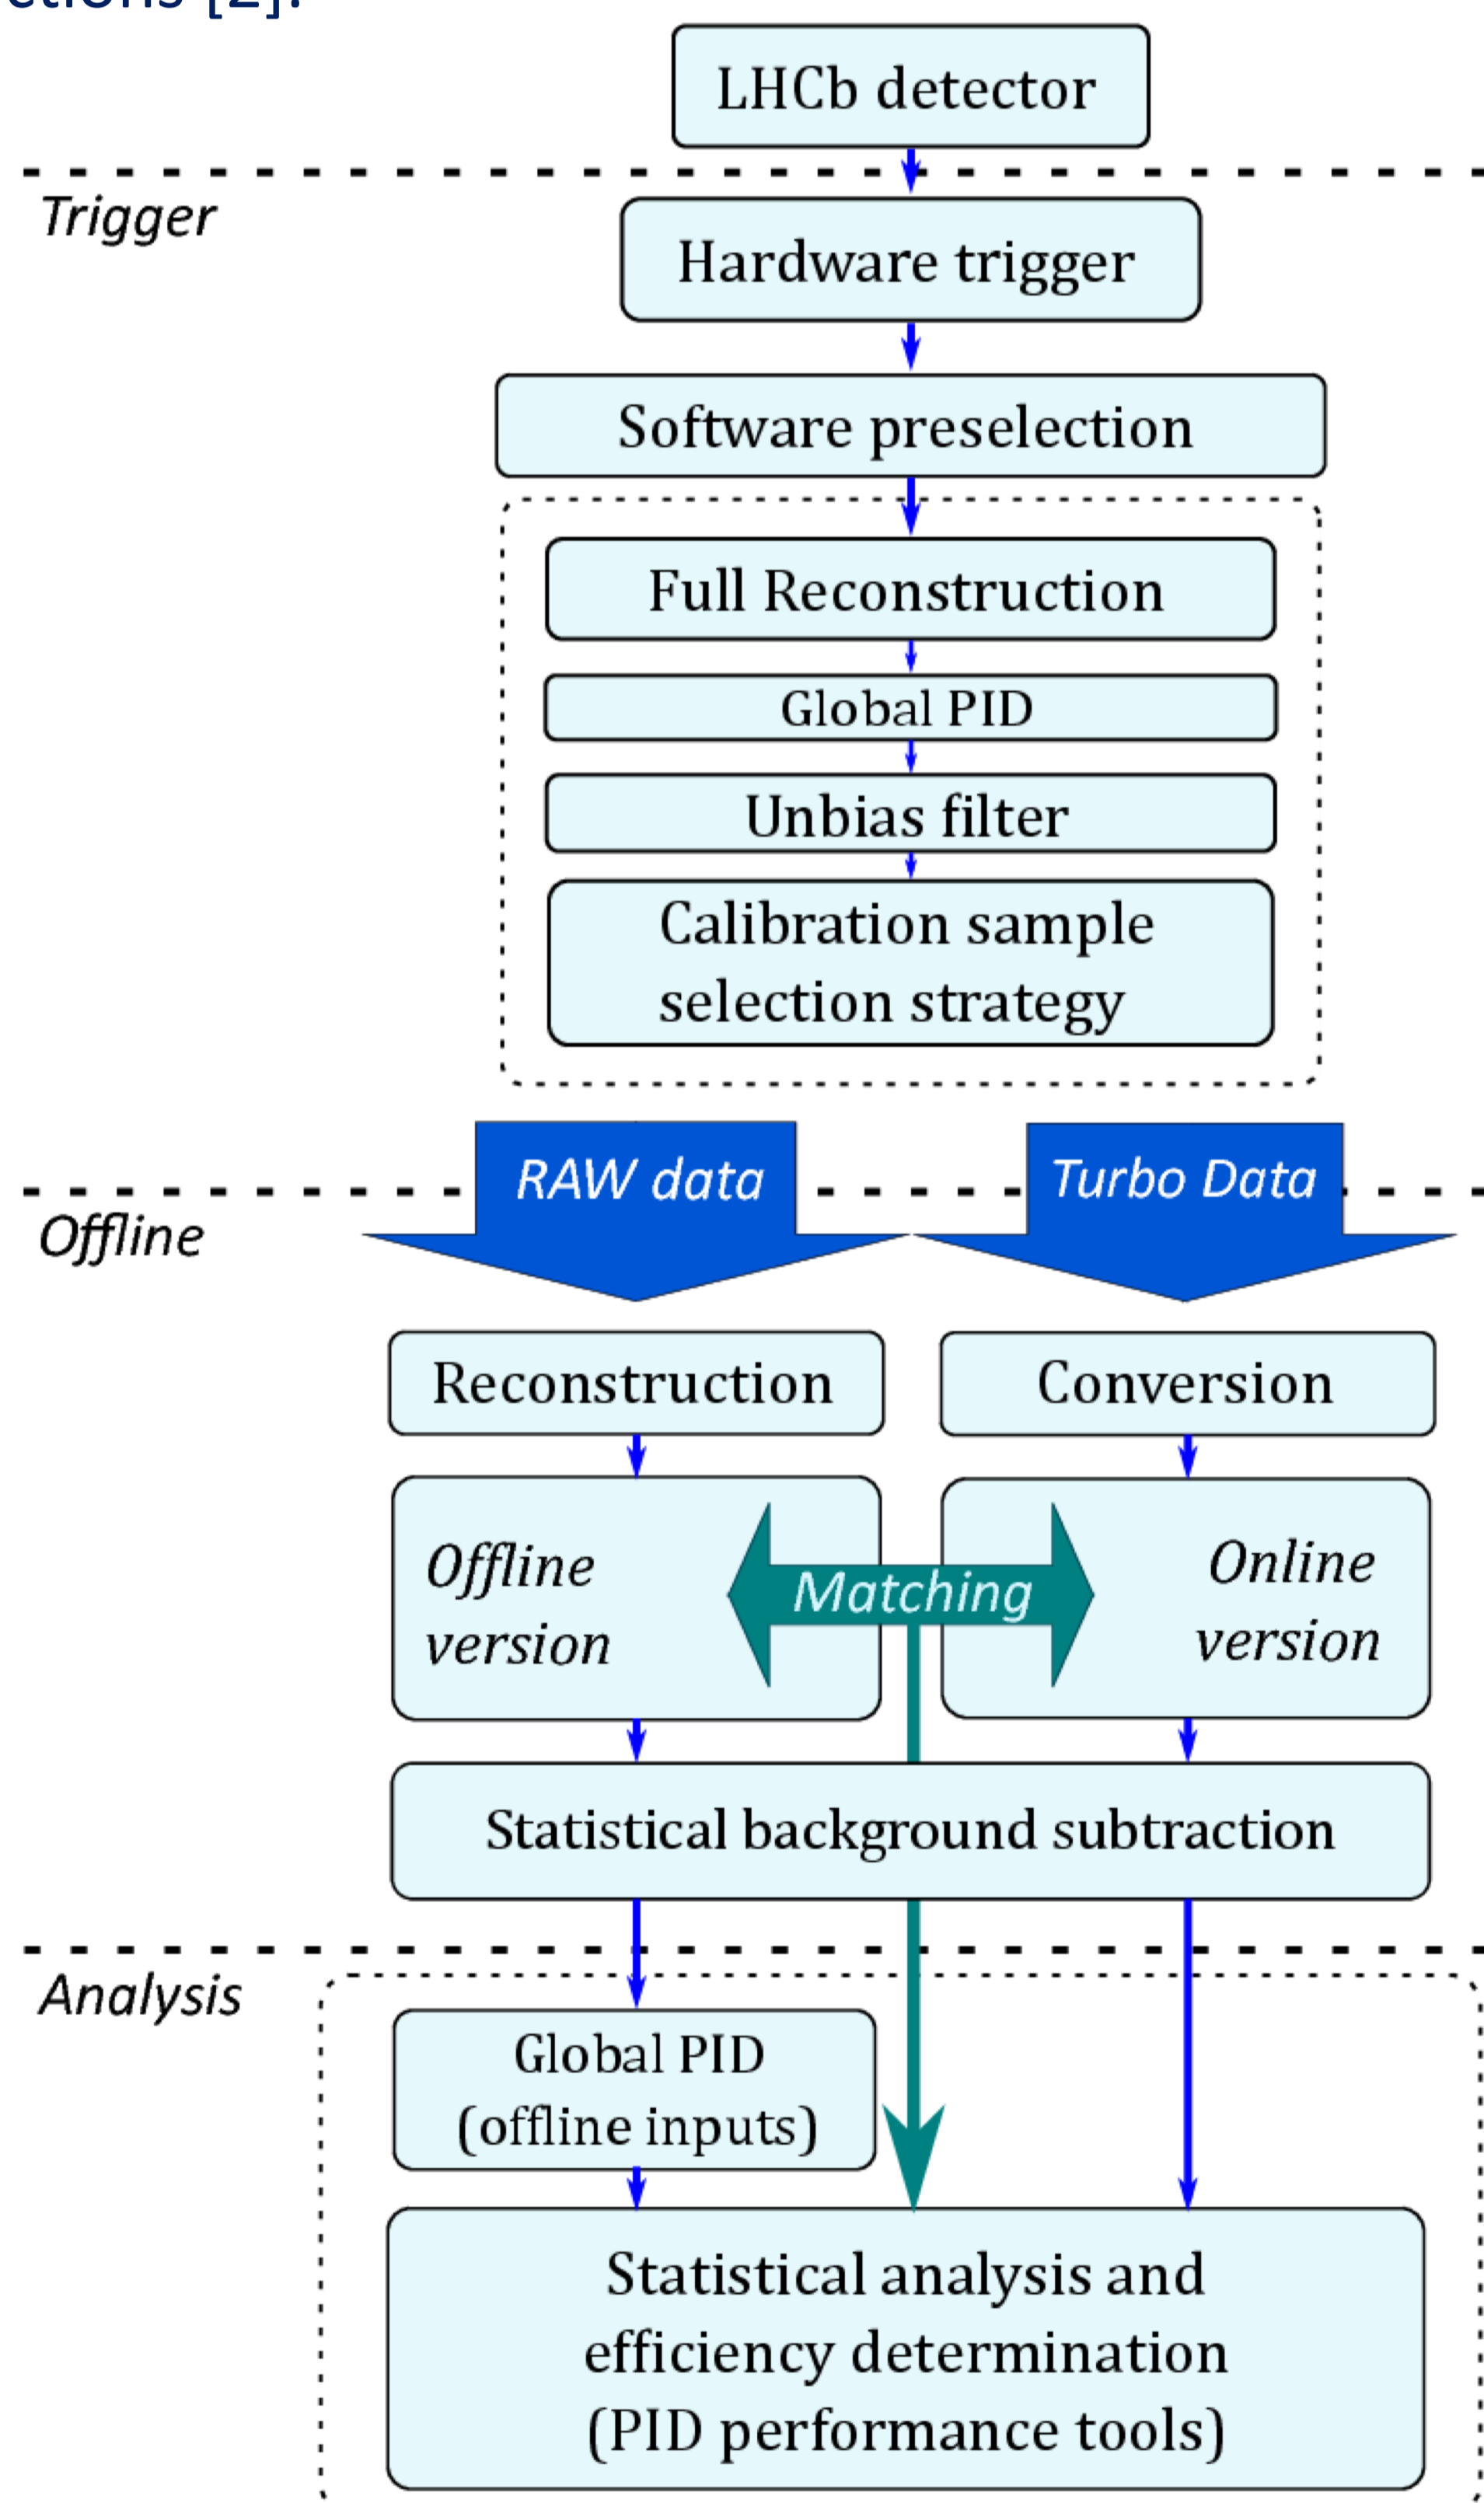 ctions [2].
LHCb detector
Trigger
Hardware trigger
Software preselection
Full Reconstruction
Global PID
Unbias filter
Calibration sample
selection strategy
RAW data
Turbo Data
Offline
Reconstruction
Conversion
Offline
version
Matching
Online
version
Statistical background subtraction
Analysis
Global PID
(offline inputs)
Statistical analysis and
efficiency determination
(PID performance tools)